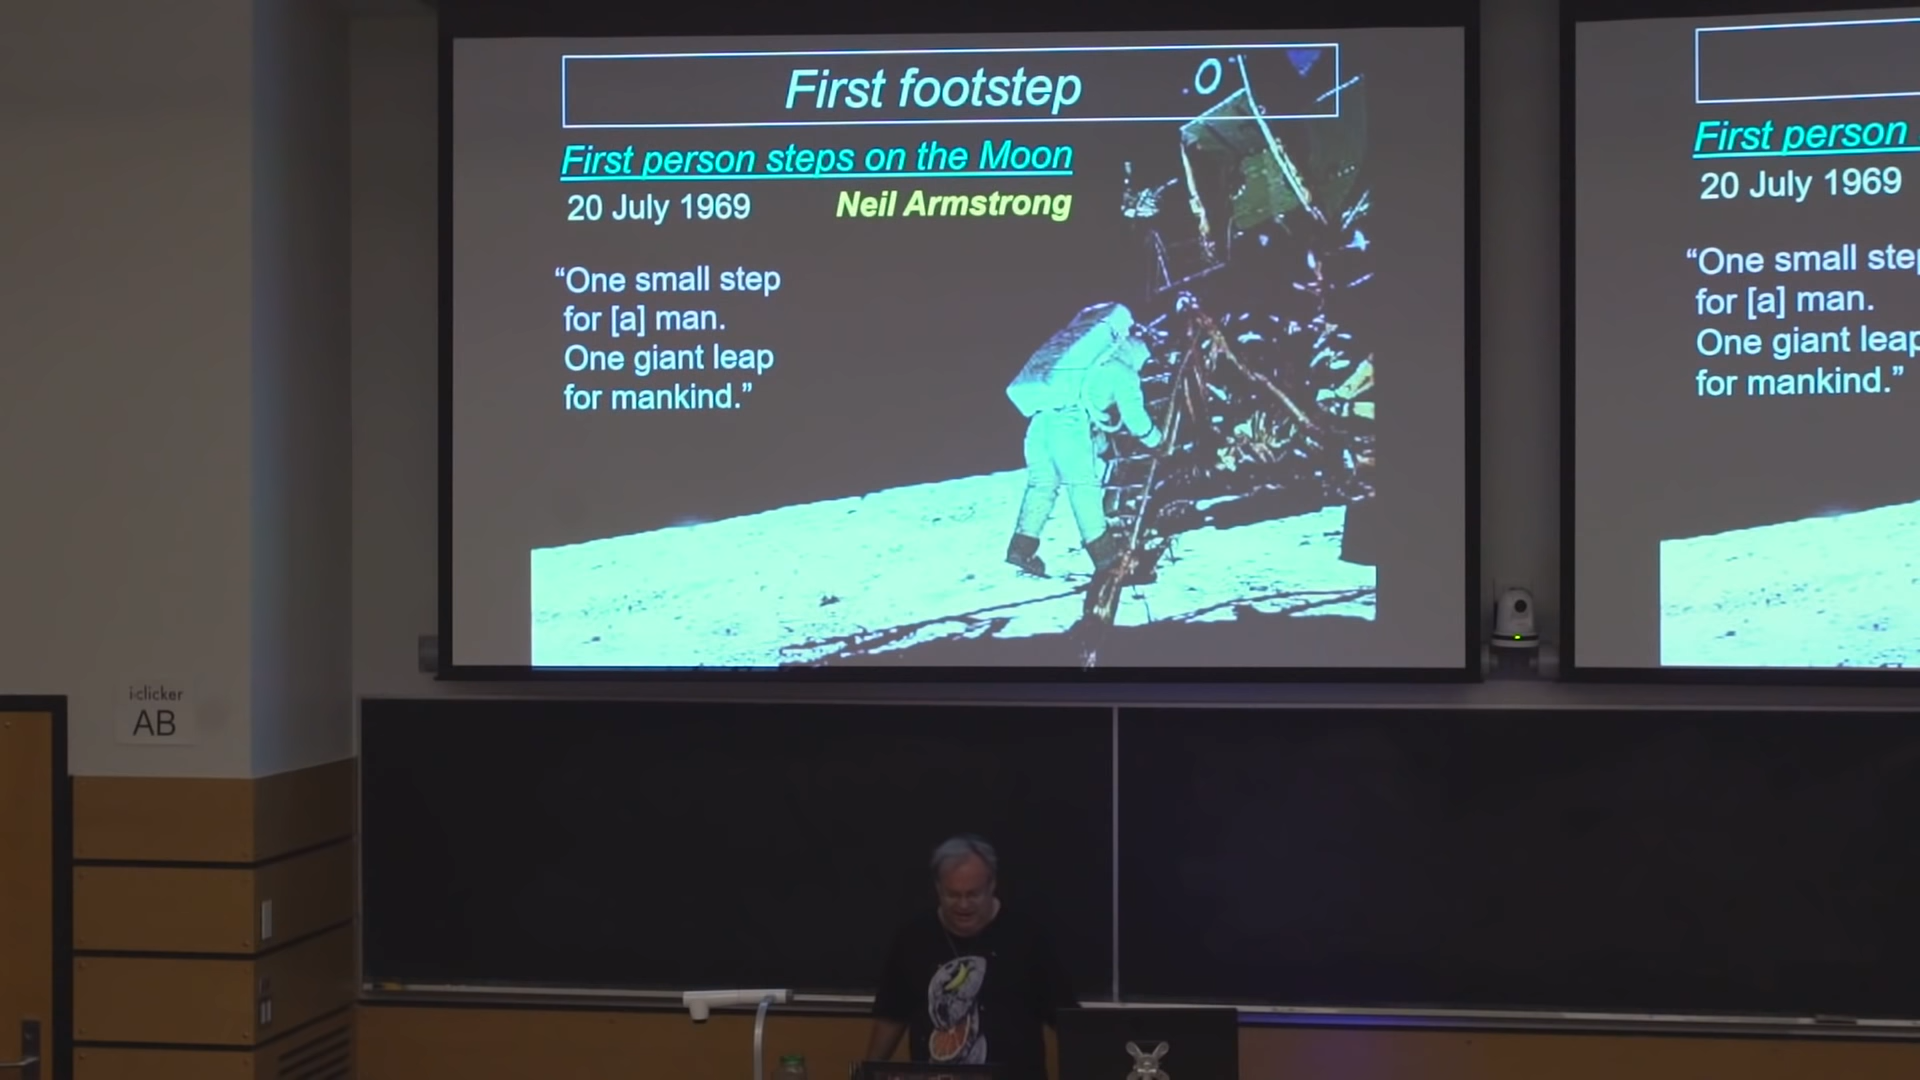 First footstep
First person steps on the Moon
20 July 1969 Neil Armstrong
“One small step
for [a] man.
One giant leap
for mankind.”
First person
20 July 1969
“One small step
for [a] man.
One giant leap
for mankind.”
i-clicker
AB